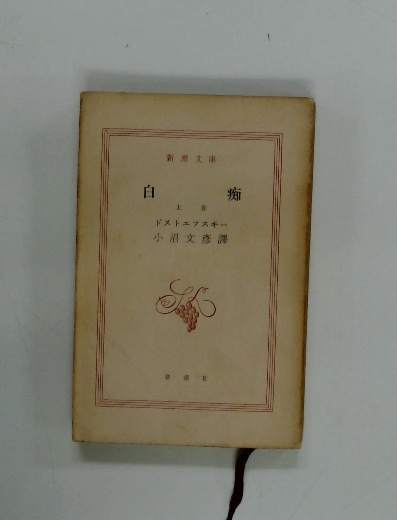 新潮文庫
白痴
上巻
ドストエフスキー
小沼文彦譯
新潮社